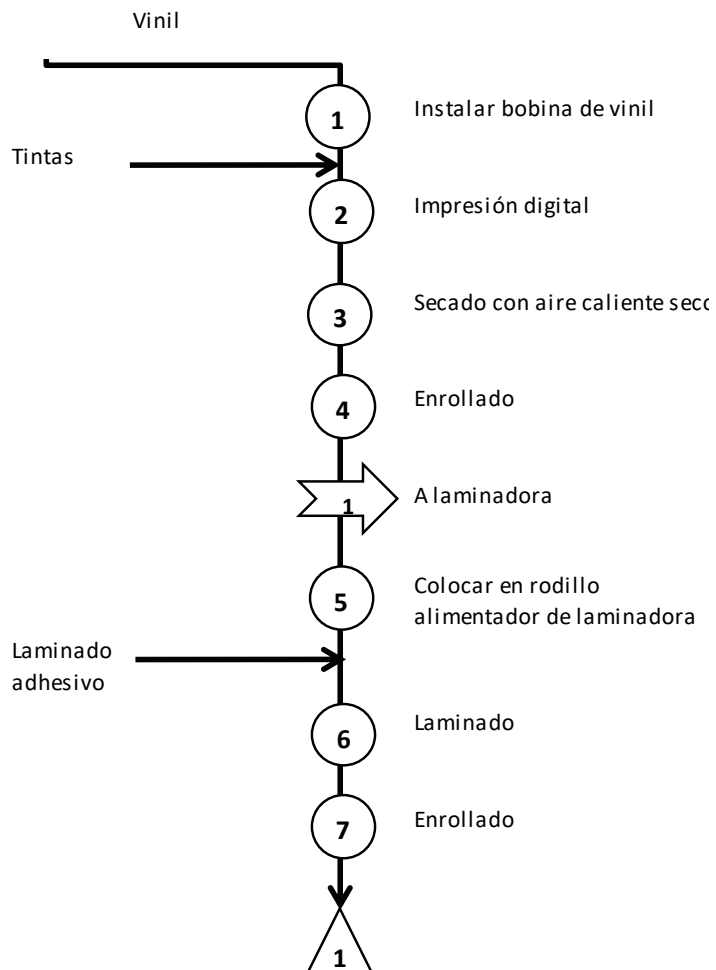 Vinil
1
Instalar bobina de vinil
Tintas
2
Impresión digital
3
Secado con aire caliente seco
4
Enrollado
1
A laminadora
5
Colocar en rodillo
alimentador de laminadora
Laminado
adhesivo
6
Laminado
7
Enrollado
1